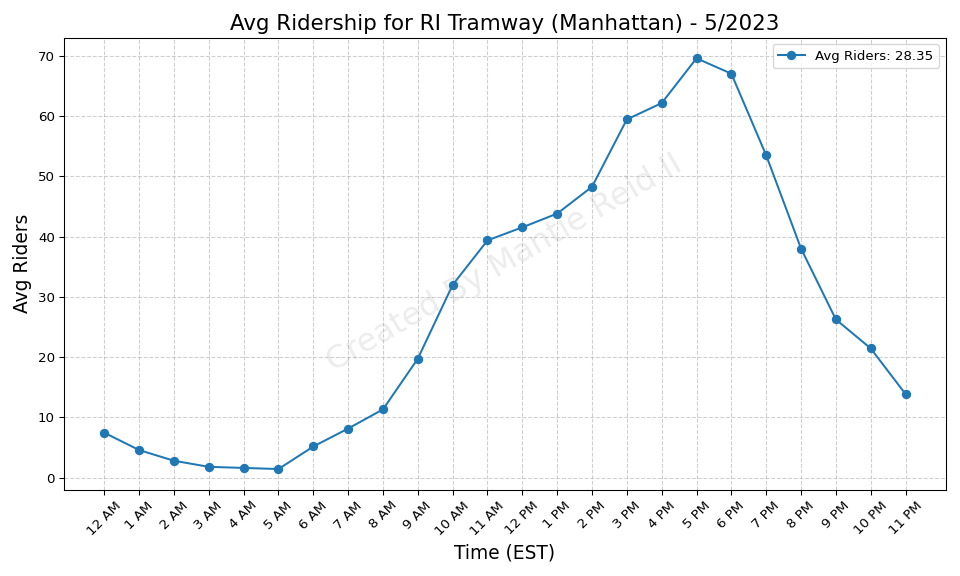 Avg Ridership for RI Tramway (Manhattan) - 5/2023
Avg Riders: 28.35
70
60
50
40
30
20
10
0
Avg Riders
Created By Mantle Reid II
12 AM
1 AM
2 AM
3 AM
4 AM
5 AM
6 AM
7 AM
8 AM
9 AM
10 AM
11 AM
12 PM
1 PM
2 PM
3 PM
4 PM
5 PM
6 PM
7 PM
8 PM
9 PM
10 PM
11 PM
Time (EST)